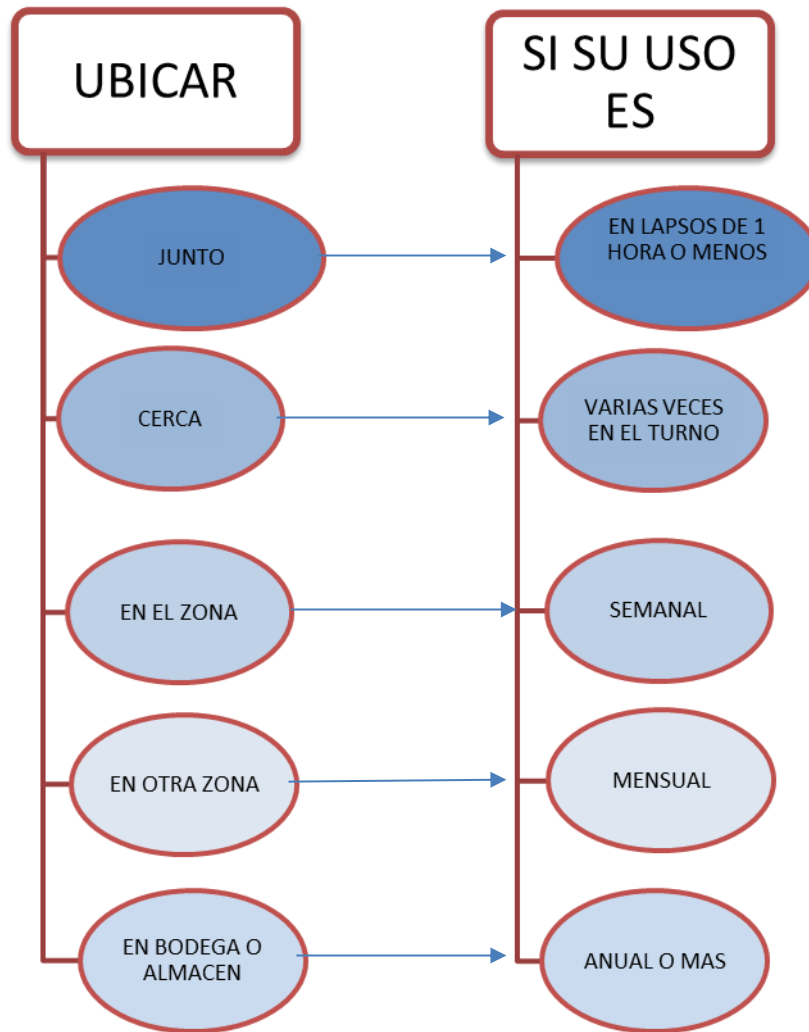 UBICAR
SI SU USO
ES
JUNTO
EN LAPSOS DE 1
HORA O MENOS
CERCA
VARIAS VECES
EN EL TURNO
EN EL ZONA
SEMANAL
EN OTRA ZONA
MENSUAL
EN BODEGA O
ALMACEN
ANUAL O MAS